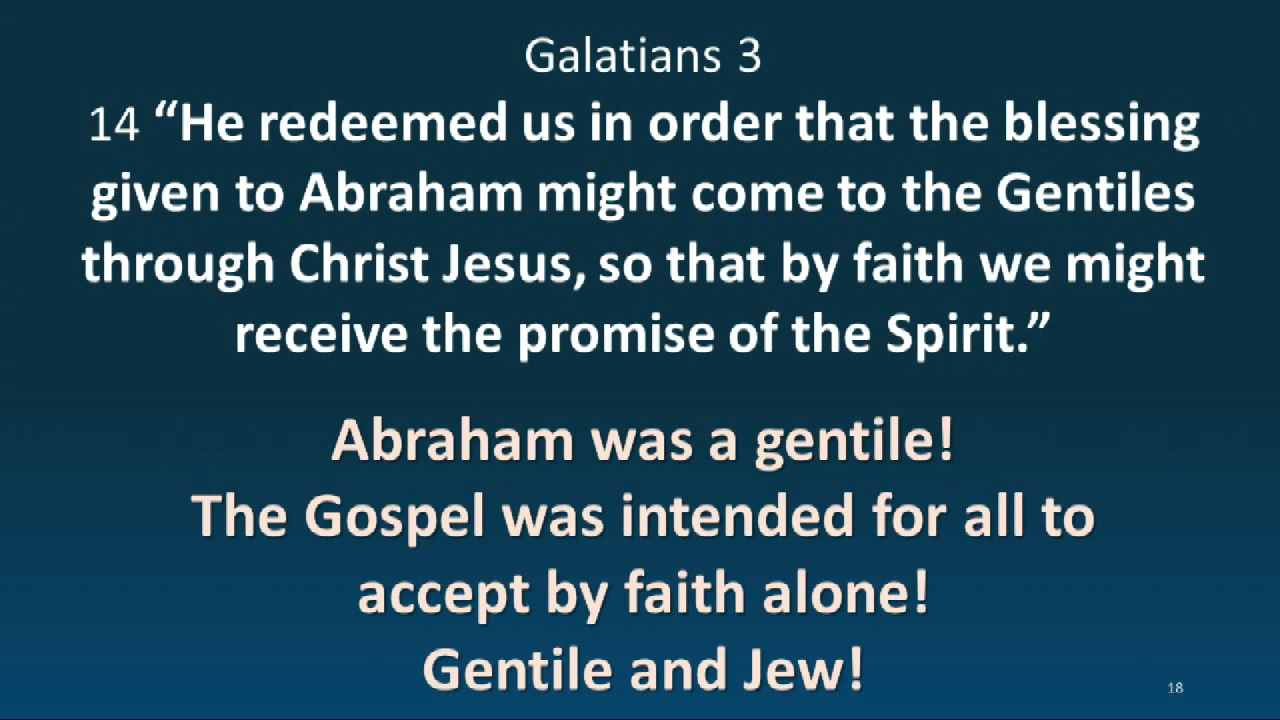 Galatians 3
14 “He redeemed us in order that the blessing
given to Abraham might come to the Gentiles
through Christ Jesus, so that by faith we might
receive the promise of the Spirit.”
Abraham was a gentile!
The Gospel was intended for all to
accept by faith alone!
Gentile and Jew!
18